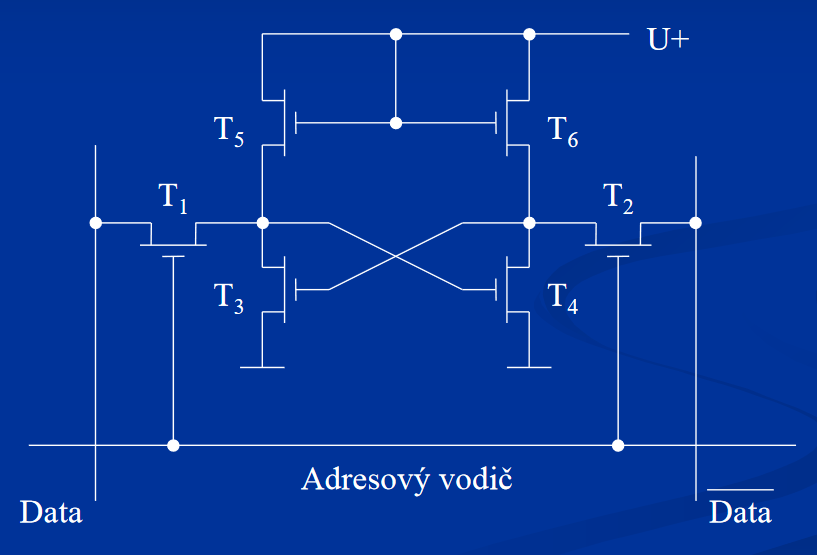 U+
T5
T6
T1
T2
T3
T4
Adresový vodič
Data
Data